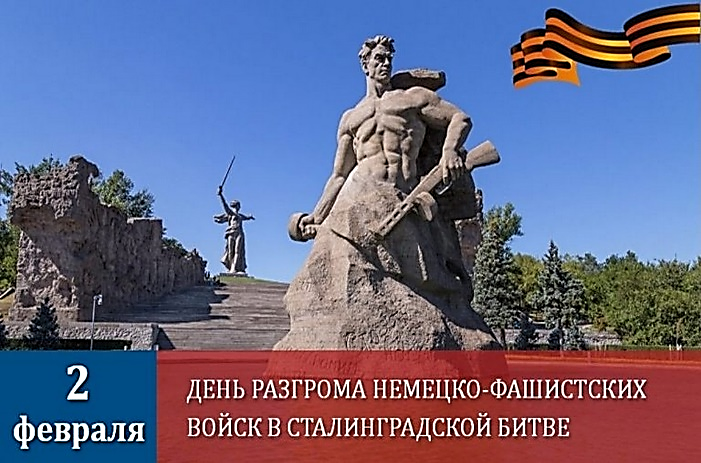 2
февраля
ДЕНЬ РАЗГРОМА НЕМЕЦКО-ФАШИСТСКИХ
ВОЙСК В СТАЛИНГРАДСКОЙ БИТВЕ